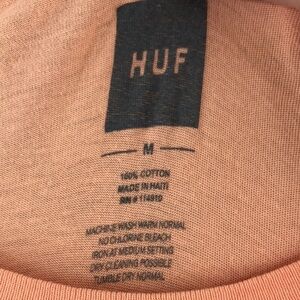 HUF
M
100% COTTON
MADE IN HAITI
RN # 114919
MACHINE WASH WARM NORMAL
NO CHLORINE BLEACH
IRON AT MEDIUM SETTING
DRY CLEANING POSSIBLE
TUMBLE DRY NORMAL